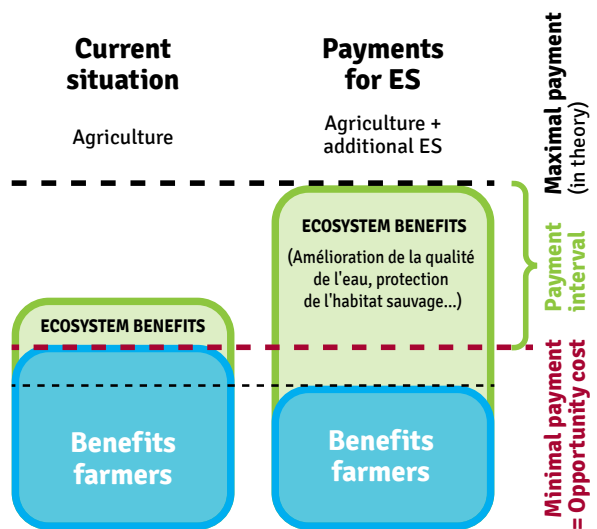 Current
situation
Agriculture
Payments
for ES
Agriculture +
additional ES
Maximal payment
(in theory)
ECOSYSTEM BENEFITS
(Amélioration de la qualité
de l'eau, protection
de l'habitat sauvage...)
Payment
interval
ECOSYSTEM BENEFITS
Benefits
farmers
Benefits
farmers
Minimal payment
= Opportunity cost